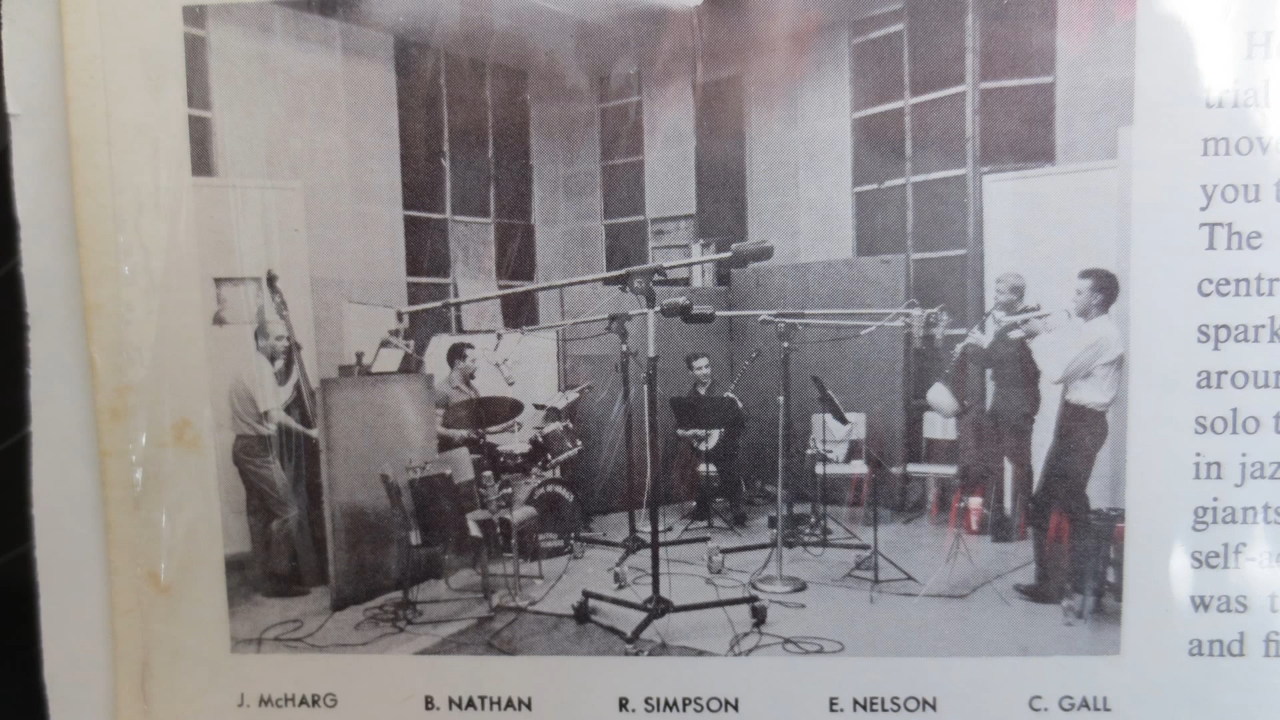 J. McHARG B. NATHAN R. SIMPSON E. NELSON C. GALL
trial
mov
you t
The
centr
spark
arour
solo t
in jaz
giants
self-a
was t
and fi